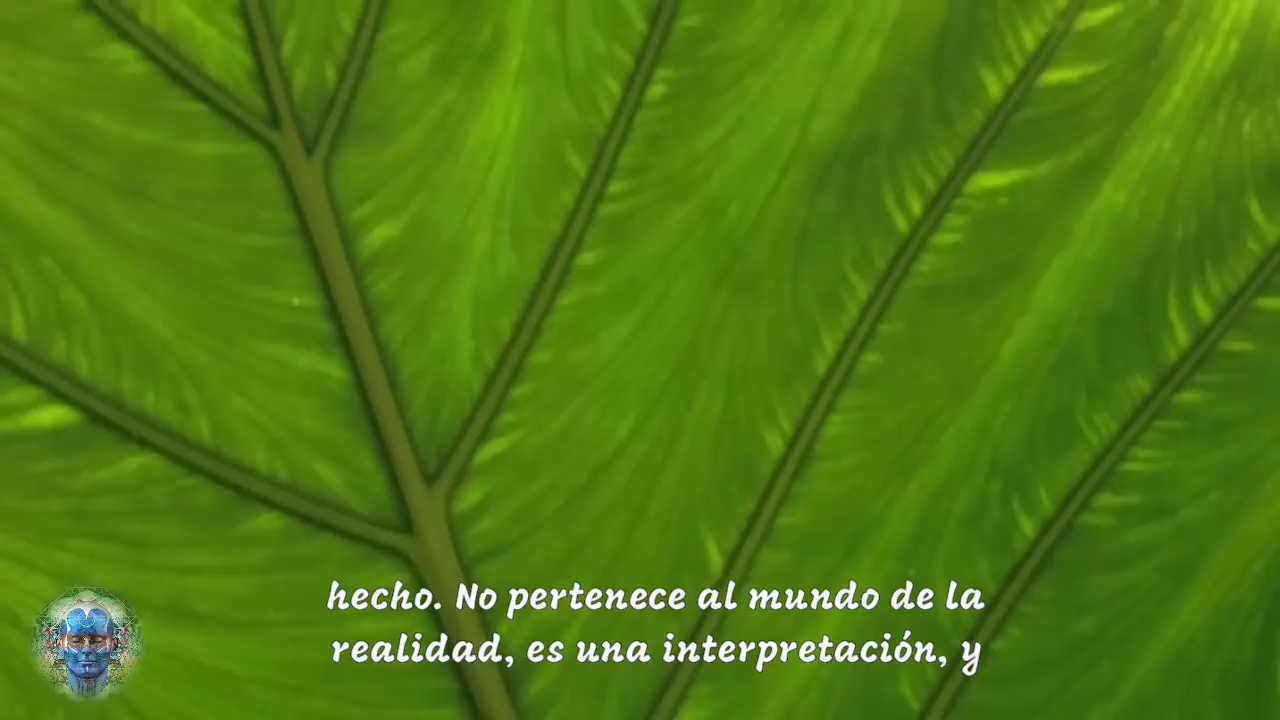 hecho. No pertenece al mundo de la
realidad, es una interpretación, y